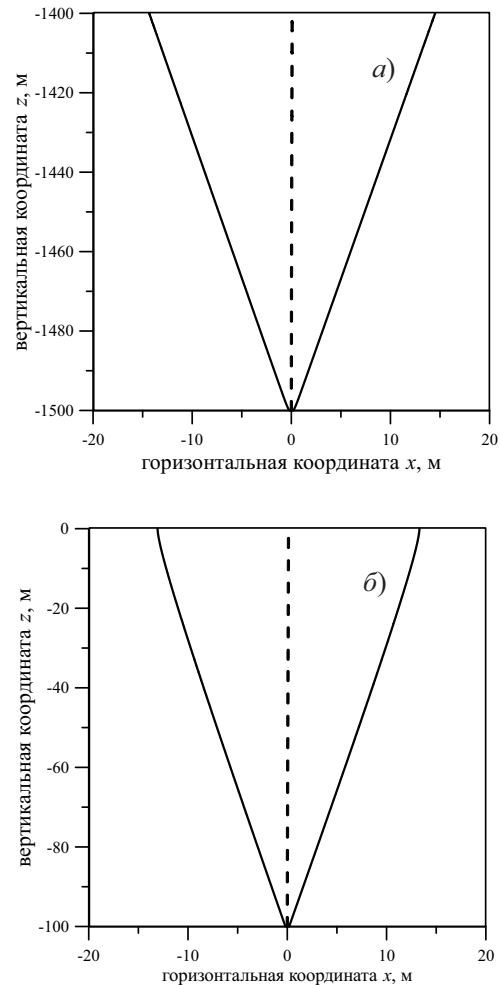 -1400
-1420
-1440
-1460
-1480
-1500
вертикальная координата z, м
а)
-20 -10 0 10 20
горизонтальная координата x, м
0
-20
-40
-60
-80
-100
вертикальная координата z, м
б)
-20 -10 0 10 20
горизонтальная координата x, м